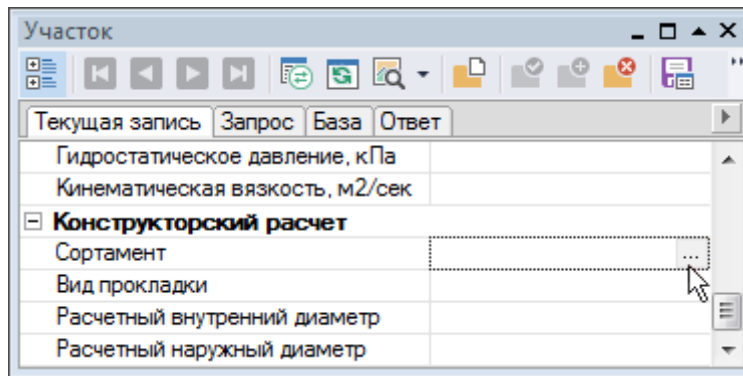 Участок
Текущая запись Запрос База Ответ
Гидростатическое давление, кПа
Кинематическая вязкость, м2/сек
Конструкторский расчет
Сортамент ...
Вид прокладки
Расчетный внутренний диаметр
Расчетный наружный диаметр